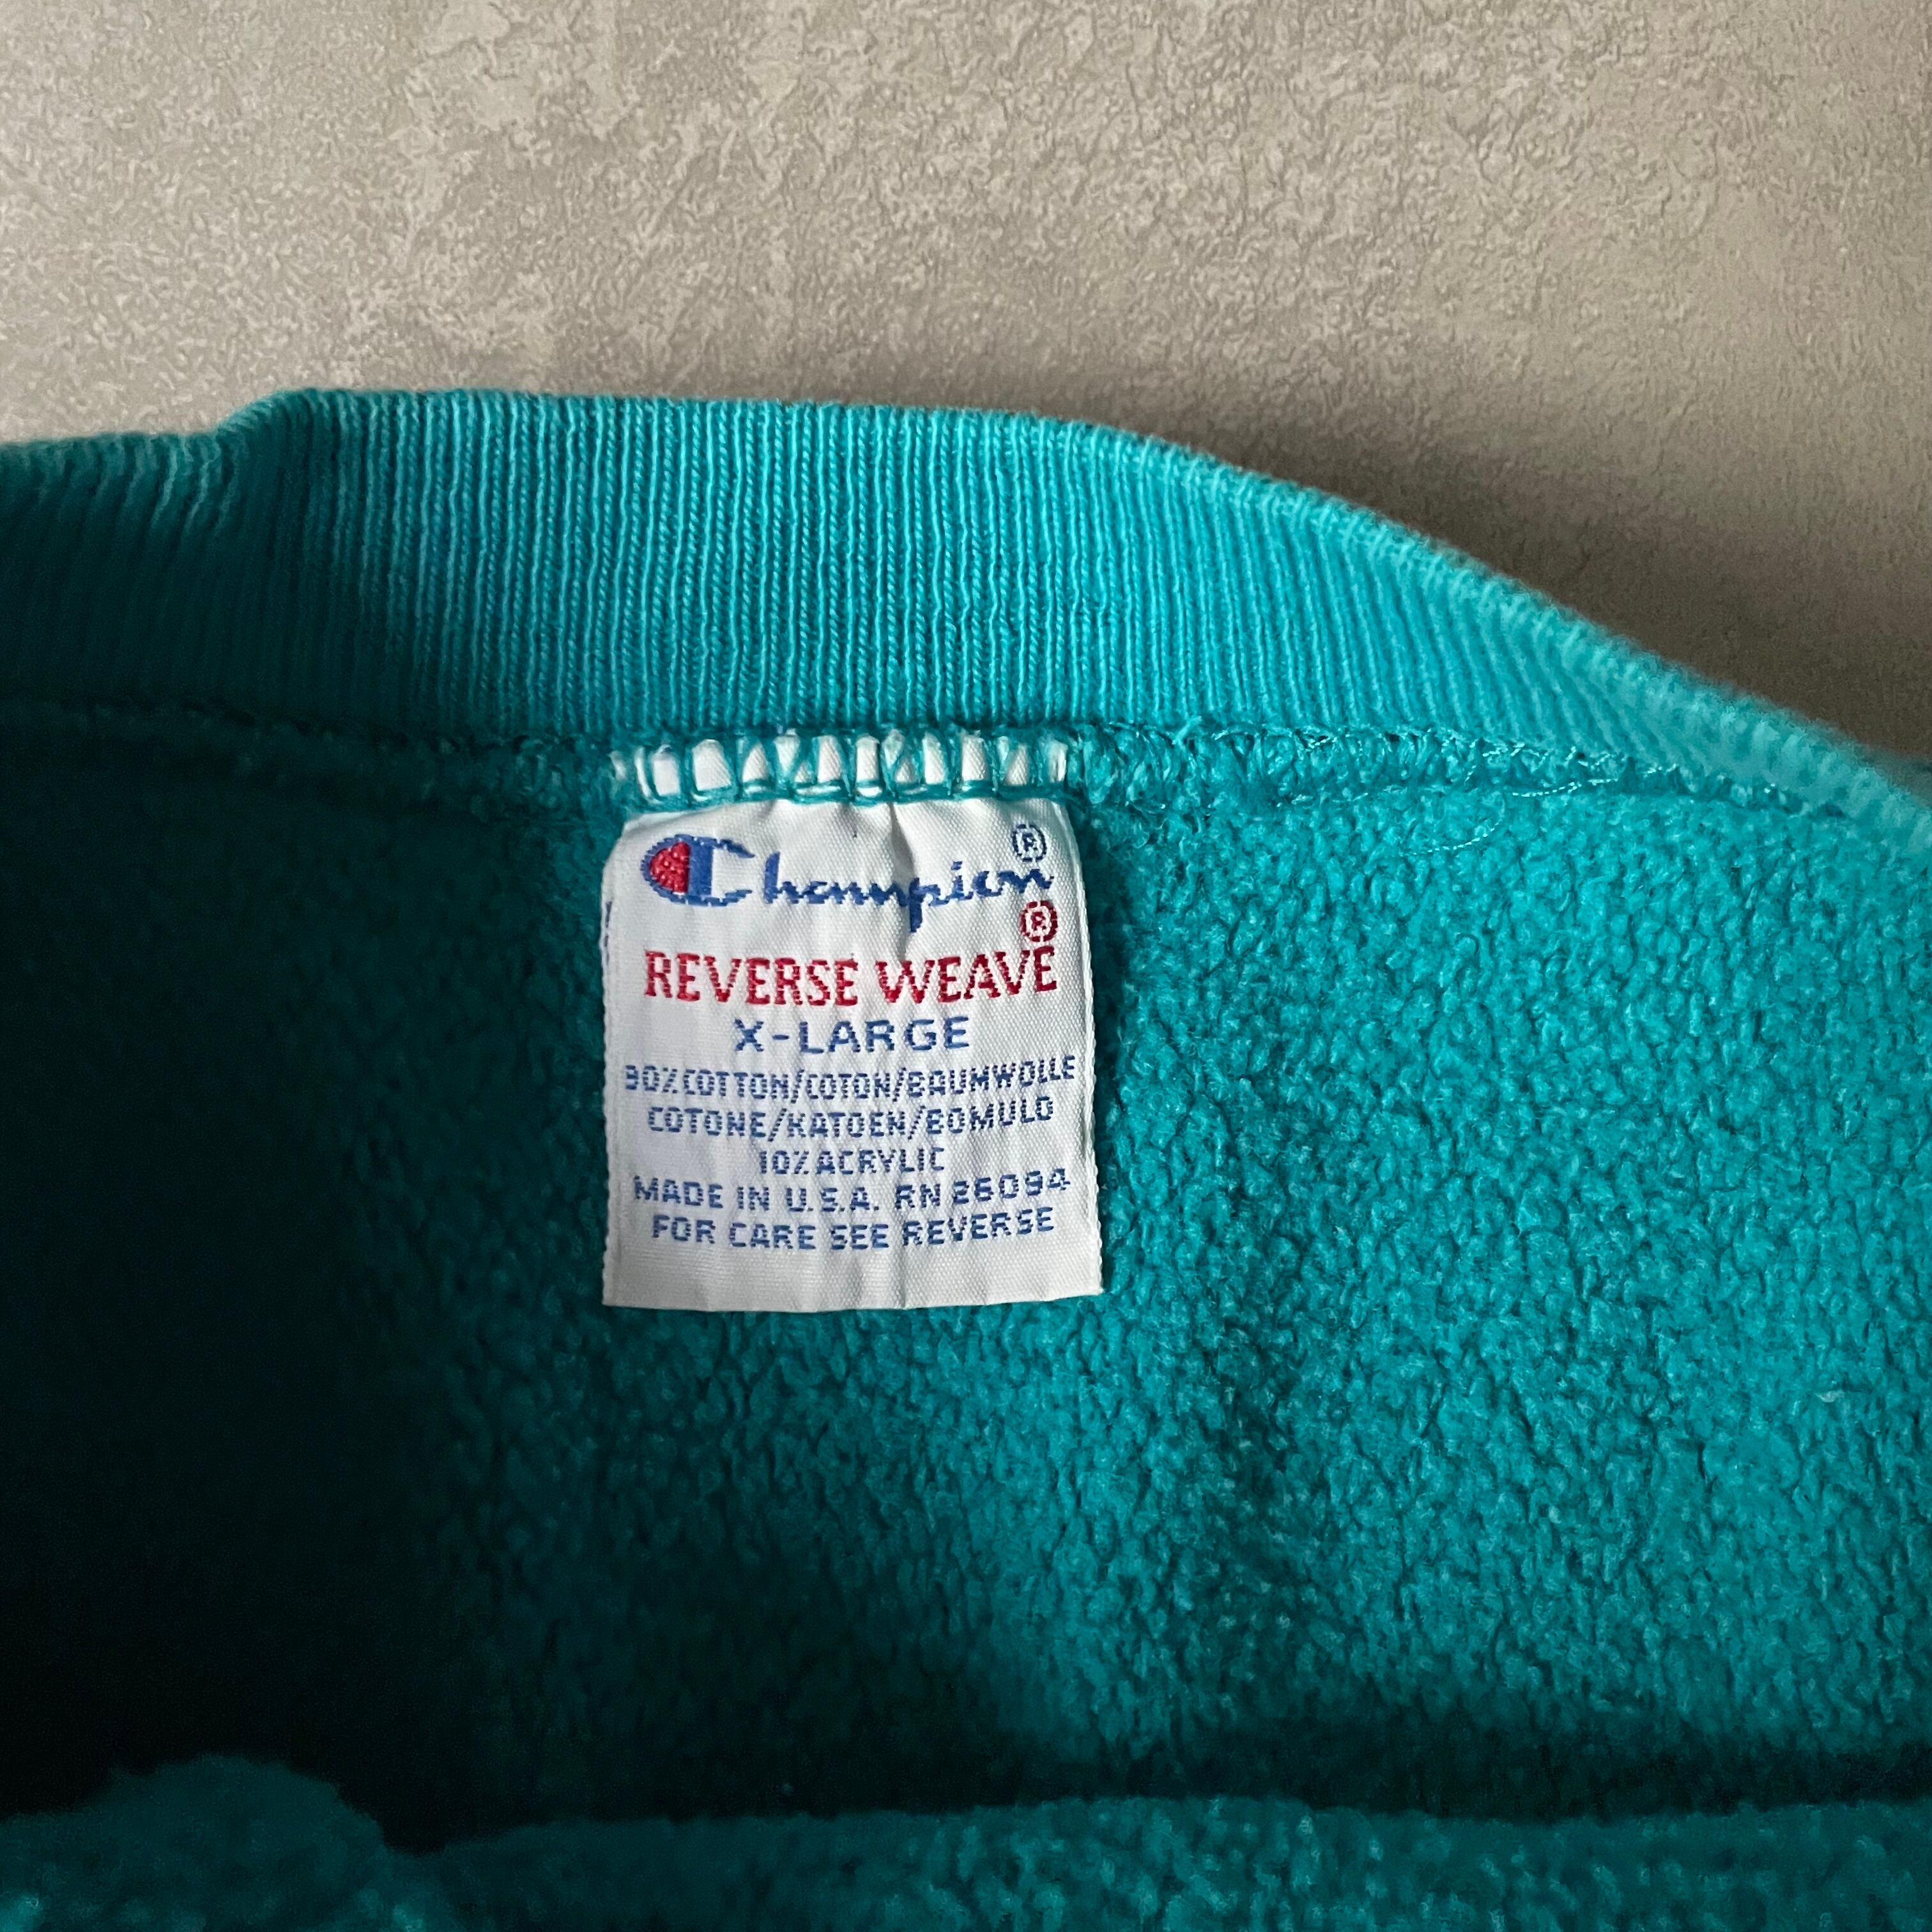 Champion®
REVERSE WEAVE®
X-LARGE
90% COTTON/COTON/BAUMWOLLE
COTONE/KATOEN/BOMULD
10% ACRYLIC
MADE IN U.S.A. RN 26094
FOR CARE SEE REVERSE